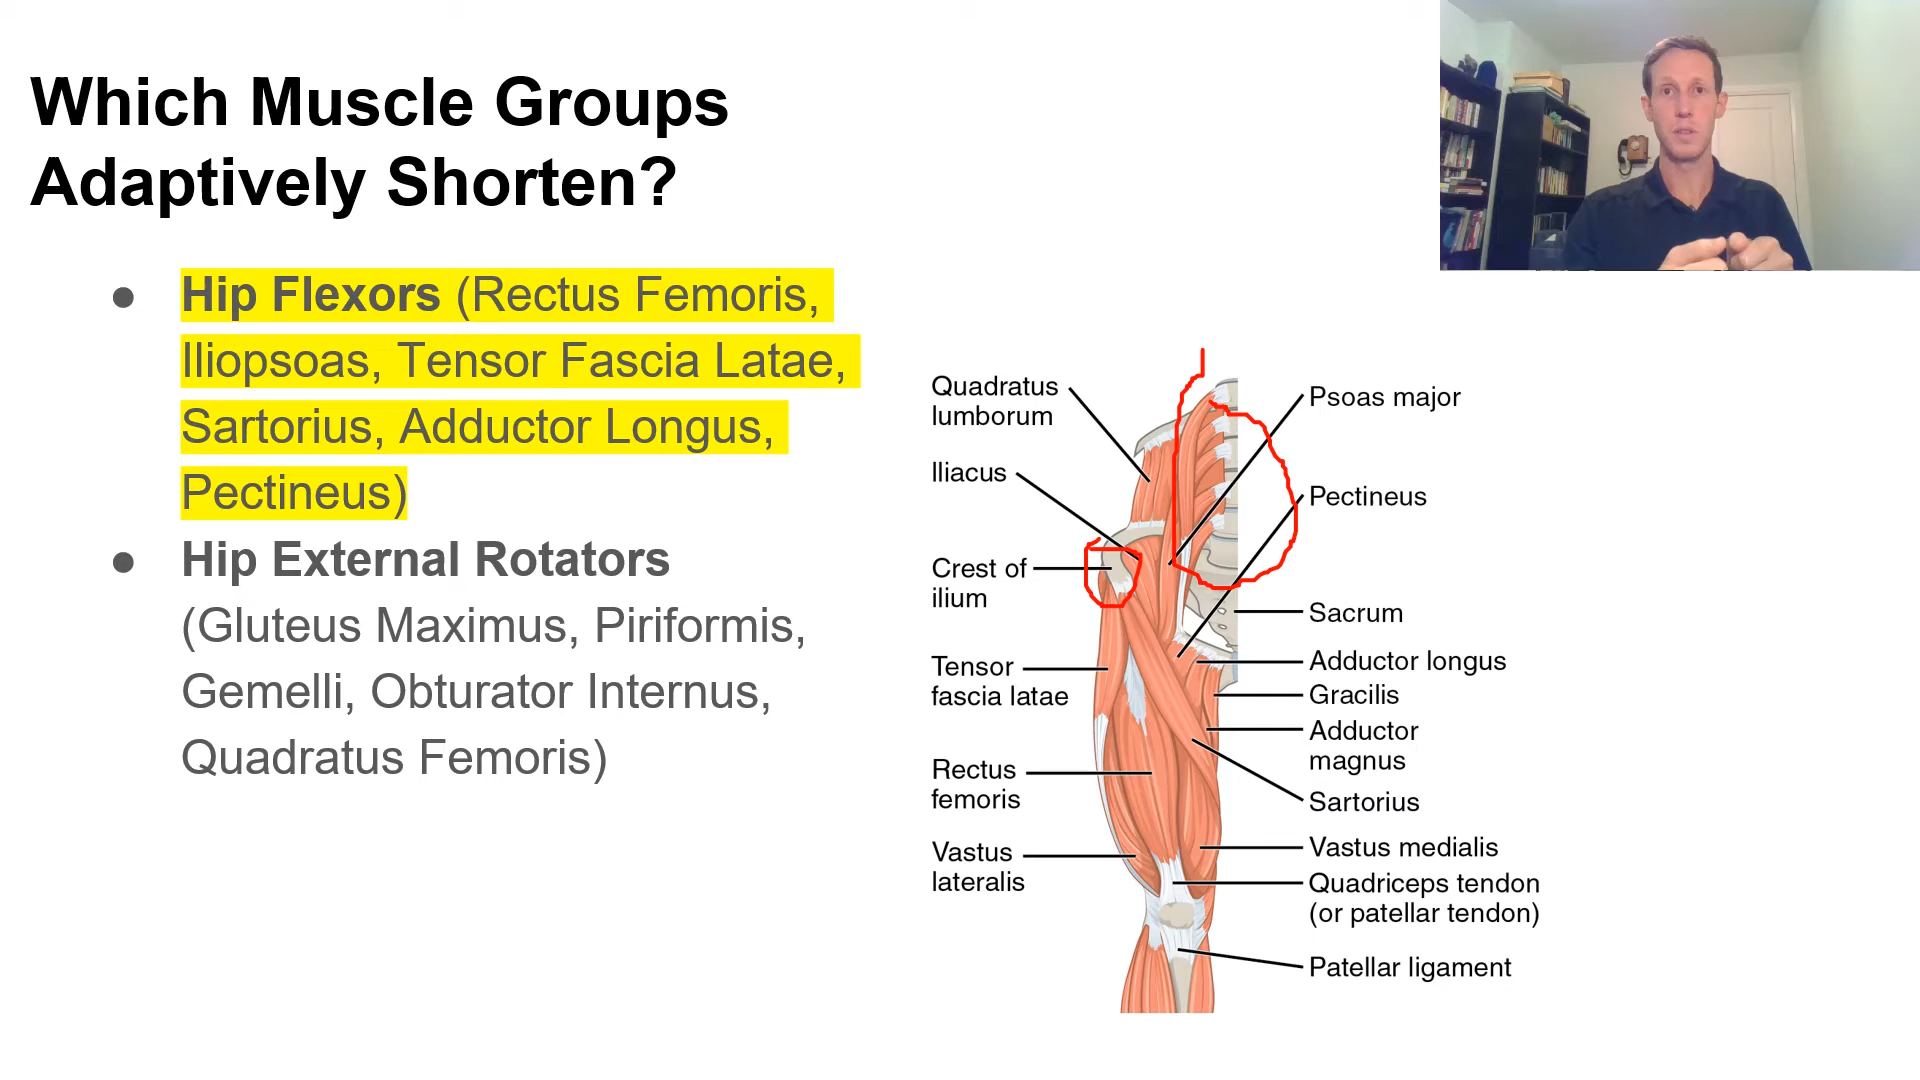 Which Muscle Groups
Adaptively Shorten?
● Hip Flexors (Rectus Femoris,
Iliopsoas, Tensor Fascia Latae,
Sartorius, Adductor Longus,
Pectineus)
● Hip External Rotators
(Gluteus Maximus, Piriformis,
Gemelli, Obturator Internus,
Quadratus Femoris)
Quadratus
lumborum
Iliacus
Crest of
ilium
Tensor
fascia latae
Rectus
femoris
Vastus
lateralis
Psoas major
Pectineus
Sacrum
Adductor longus
Gracilis
Adductor
magnus
Sartorius
Vastus medialis
Quadriceps tendon
(or patellar tendon)
Patellar ligament